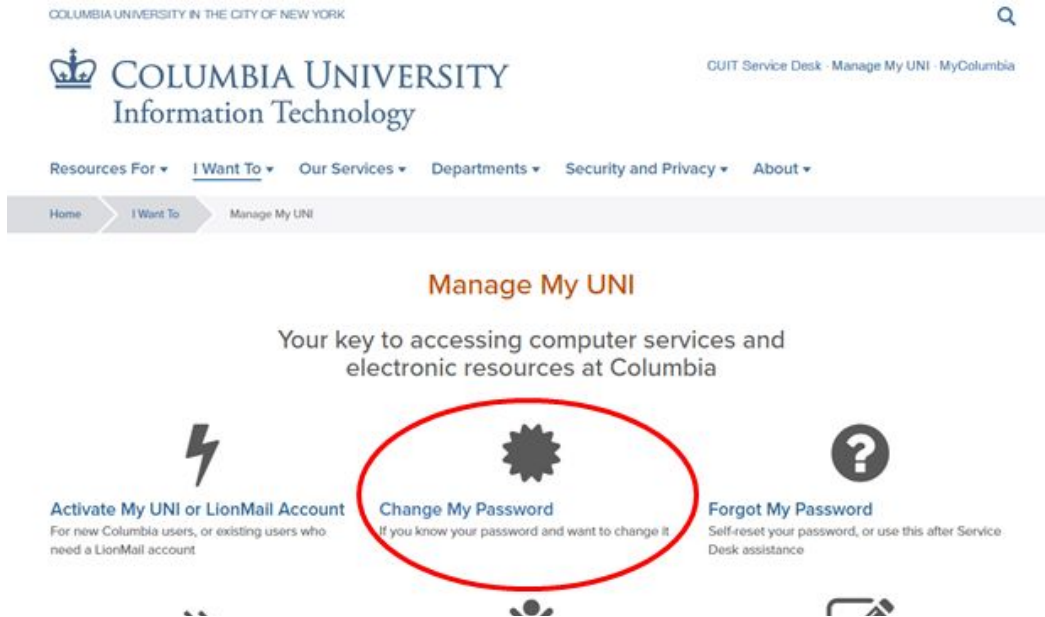 COLUMBIA UNIVERSITY IN THE CITY OF NEW YORK
COLUMBIA UNIVERSITY
Information Technology
CUIT Service Desk · Manage My UNI · MyColumbia
Resources For I Want To Our Services Departments Security and Privacy About
Home I Want To Manage My UNI
Manage My UNI
Your key to accessing computer services and
electronic resources at Columbia
Activate My UNI or LionMail Account
For new Columbia users, or existing users who
need a LionMail account
Change My Password
If you know your password and want to change it
Forgot My Password
Self-reset your password, or use this after Service
Desk assistance